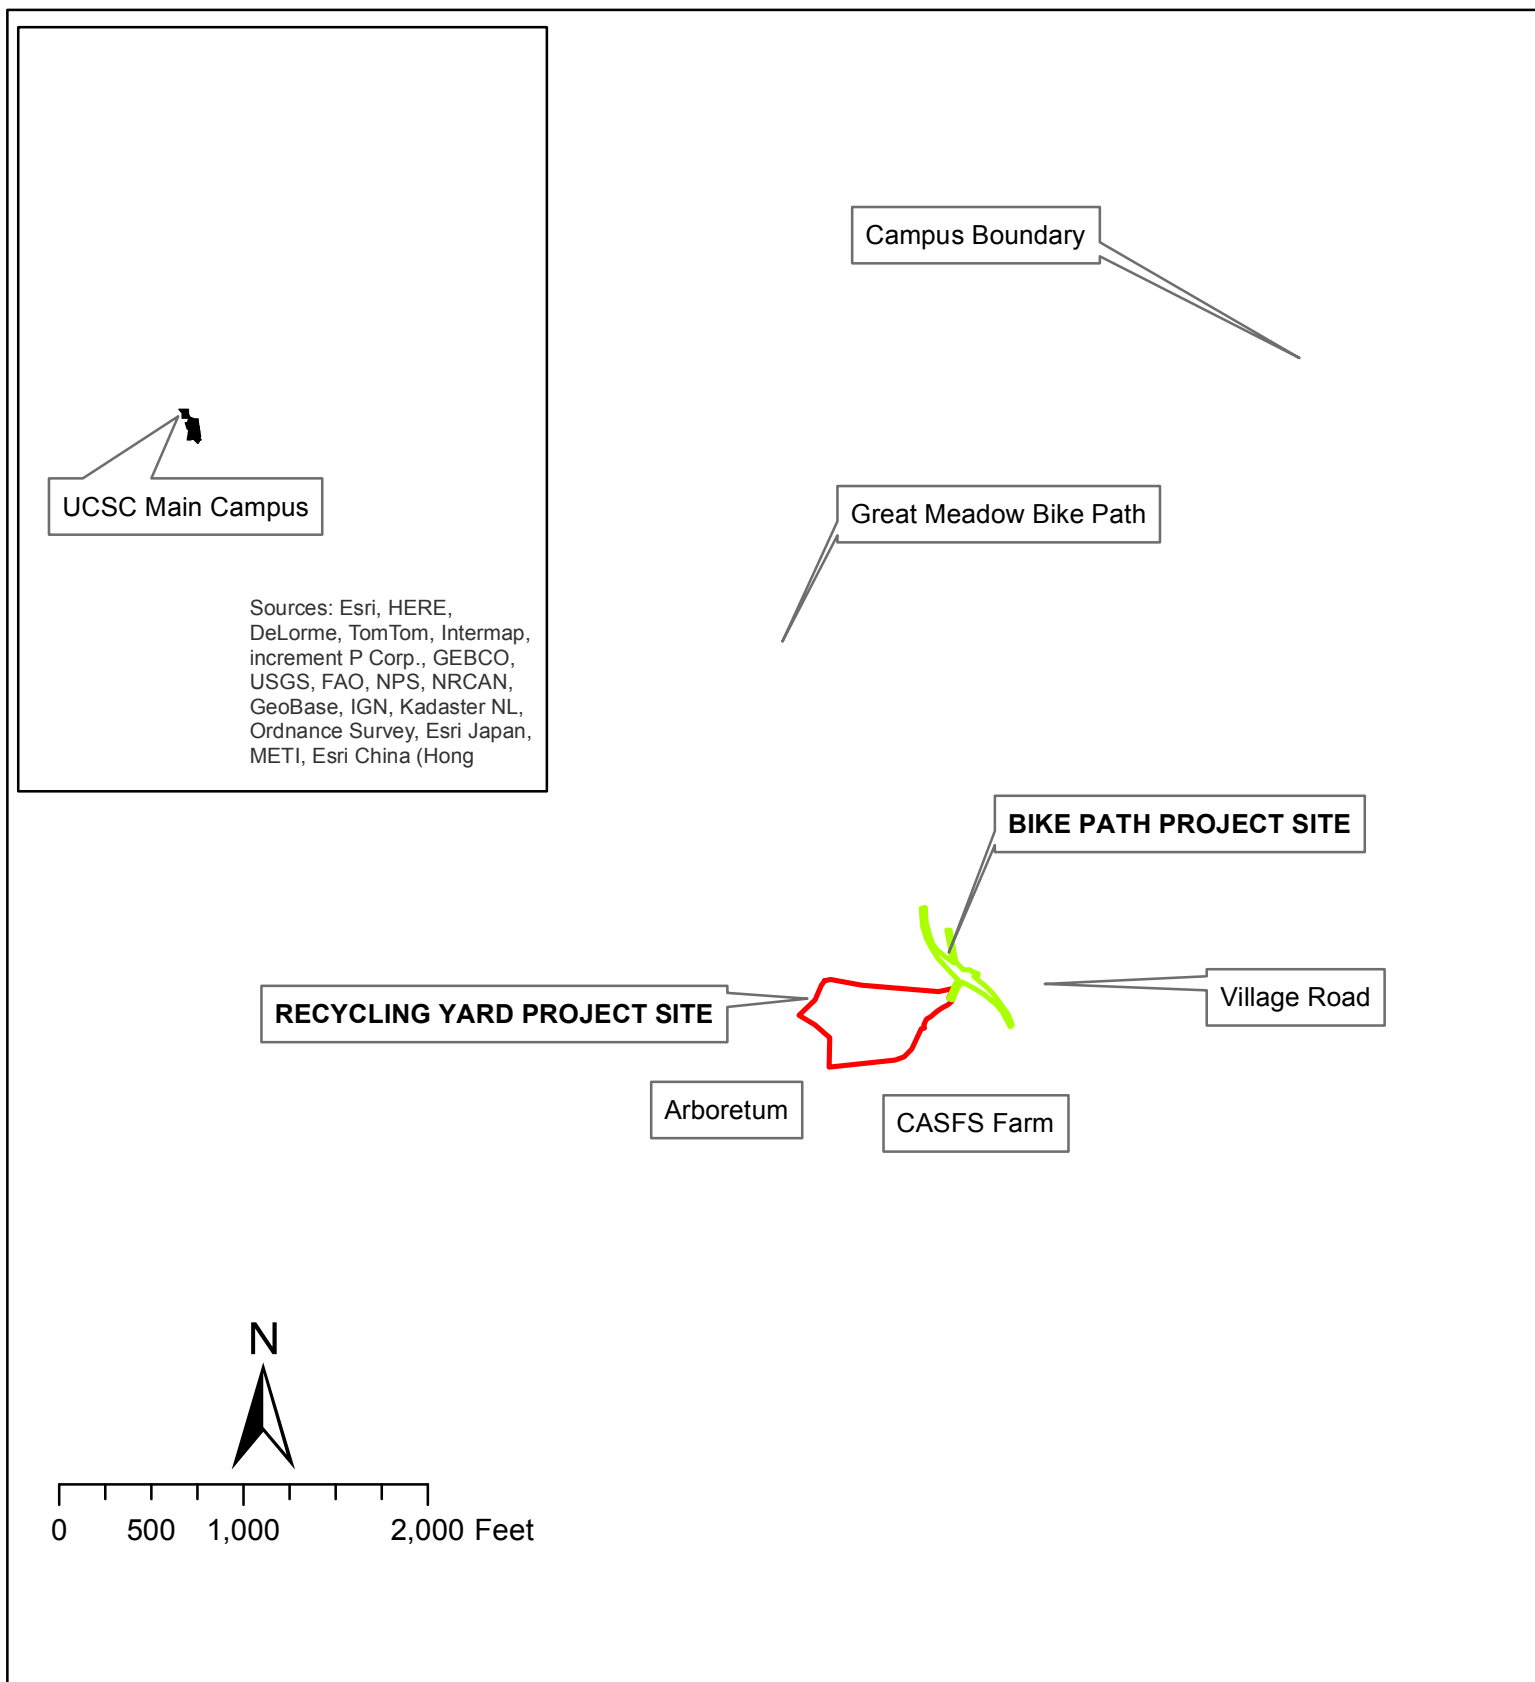 Campus Boundary
UCSC Main Campus
Great Meadow Bike Path
Sources: Esri, HERE,
DeLorme, TomTom, Intermap,
increment P Corp., GEBCO,
USGS, FAO, NPS, NRCAN,
GeoBase, IGN, Kadaster NL,
Ordnance Survey, Esri Japan,
METI, Esri China (Hong
BIKE PATH PROJECT SITE
Village Road
RECYCLING YARD PROJECT SITE
Arboretum
CASFS Farm
N
0 500 1,000 2,000 Feet